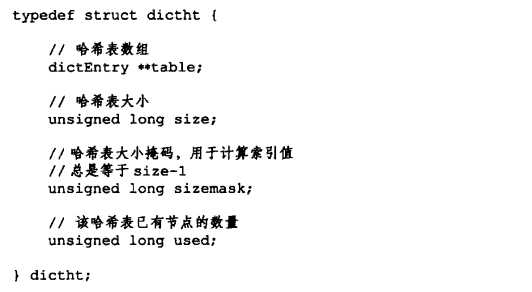 typedef struct dictht {
// 哈希表数组
dictEntry **table;
// 哈希表大小
unsigned long size;
// 哈希表大小掩码，用于计算索引值
// 总是等于 size-1
unsigned long sizemask;
// 该哈希表已有节点的数量
unsigned long used;
} dictht;